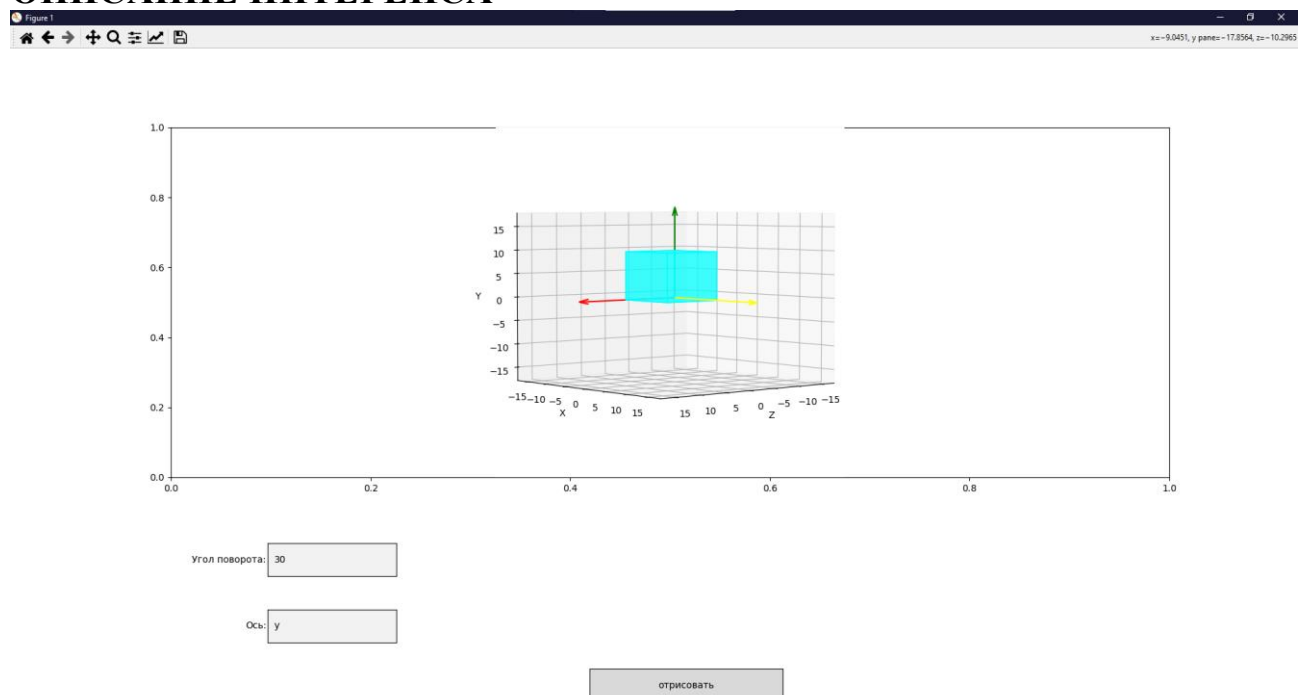 ОПИСАНИЕ ИНТЕРФЕЙСА
Figure 1
x=−9.0451, y pane=−17.8564, z=−10.2965
1.0
0.8
0.6
0.4
0.2
0.0
0.0 0.2 0.4 0.6 0.8 1.0
15
10
5
Y 0
−5
−10
−15
−15 −10 −5 0 5 10 15
X
15 10 5 0 −5 −10 −15
Z
Угол поворота: 30
Ось: y
отрисовать